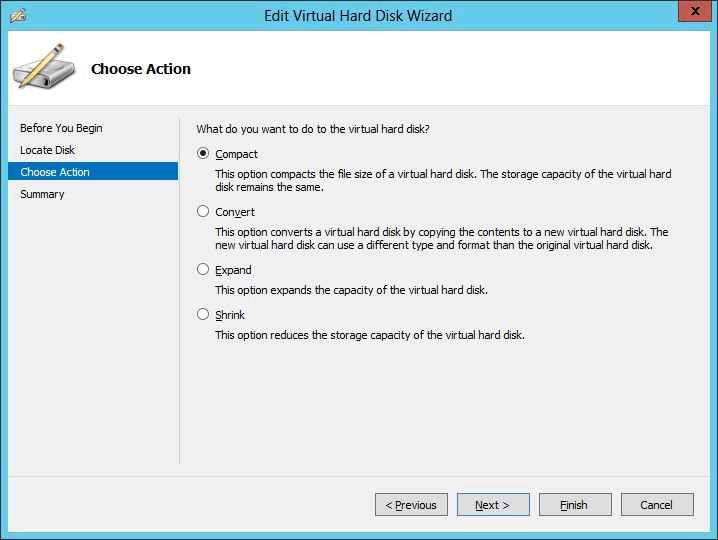 Edit Virtual Hard Disk Wizard
x
Choose Action
Before You Begin
Locate Disk
Choose Action
Summary
What do you want to do to the virtual hard disk?
Compact
This option compacts the file size of a virtual hard disk. The storage capacity of the virtual hard
disk remains the same.
Convert
This option converts a virtual hard disk by copying the contents to a new virtual hard disk. The
new virtual hard disk can use a different type and format than the original virtual hard disk.
Expand
This option expands the capacity of the virtual hard disk.
Shrink
This option reduces the storage capacity of the virtual hard disk.
< Previous
Next >
Finish
Cancel